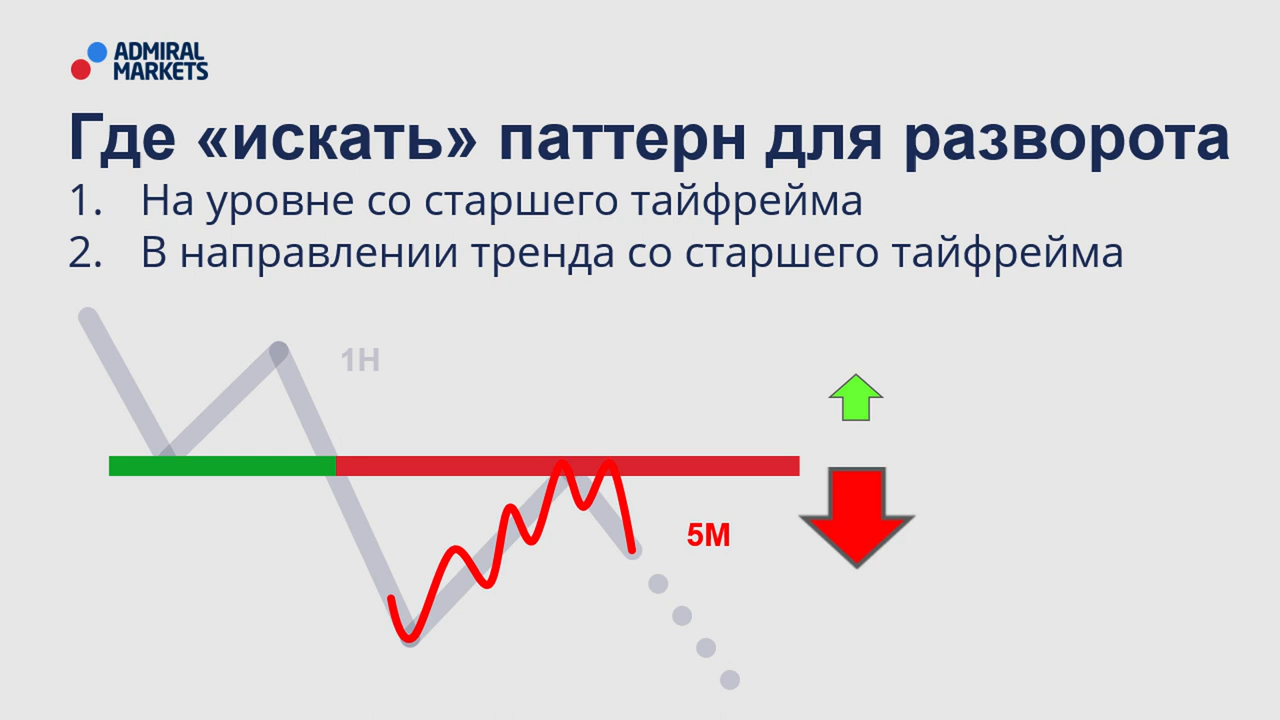 ADMIRAL
MARKETS
Где «искать» паттерн для разворота
1. На уровне со старшего тайфрейма
2. В направлении тренда со старшего тайфрейма
1H
5M